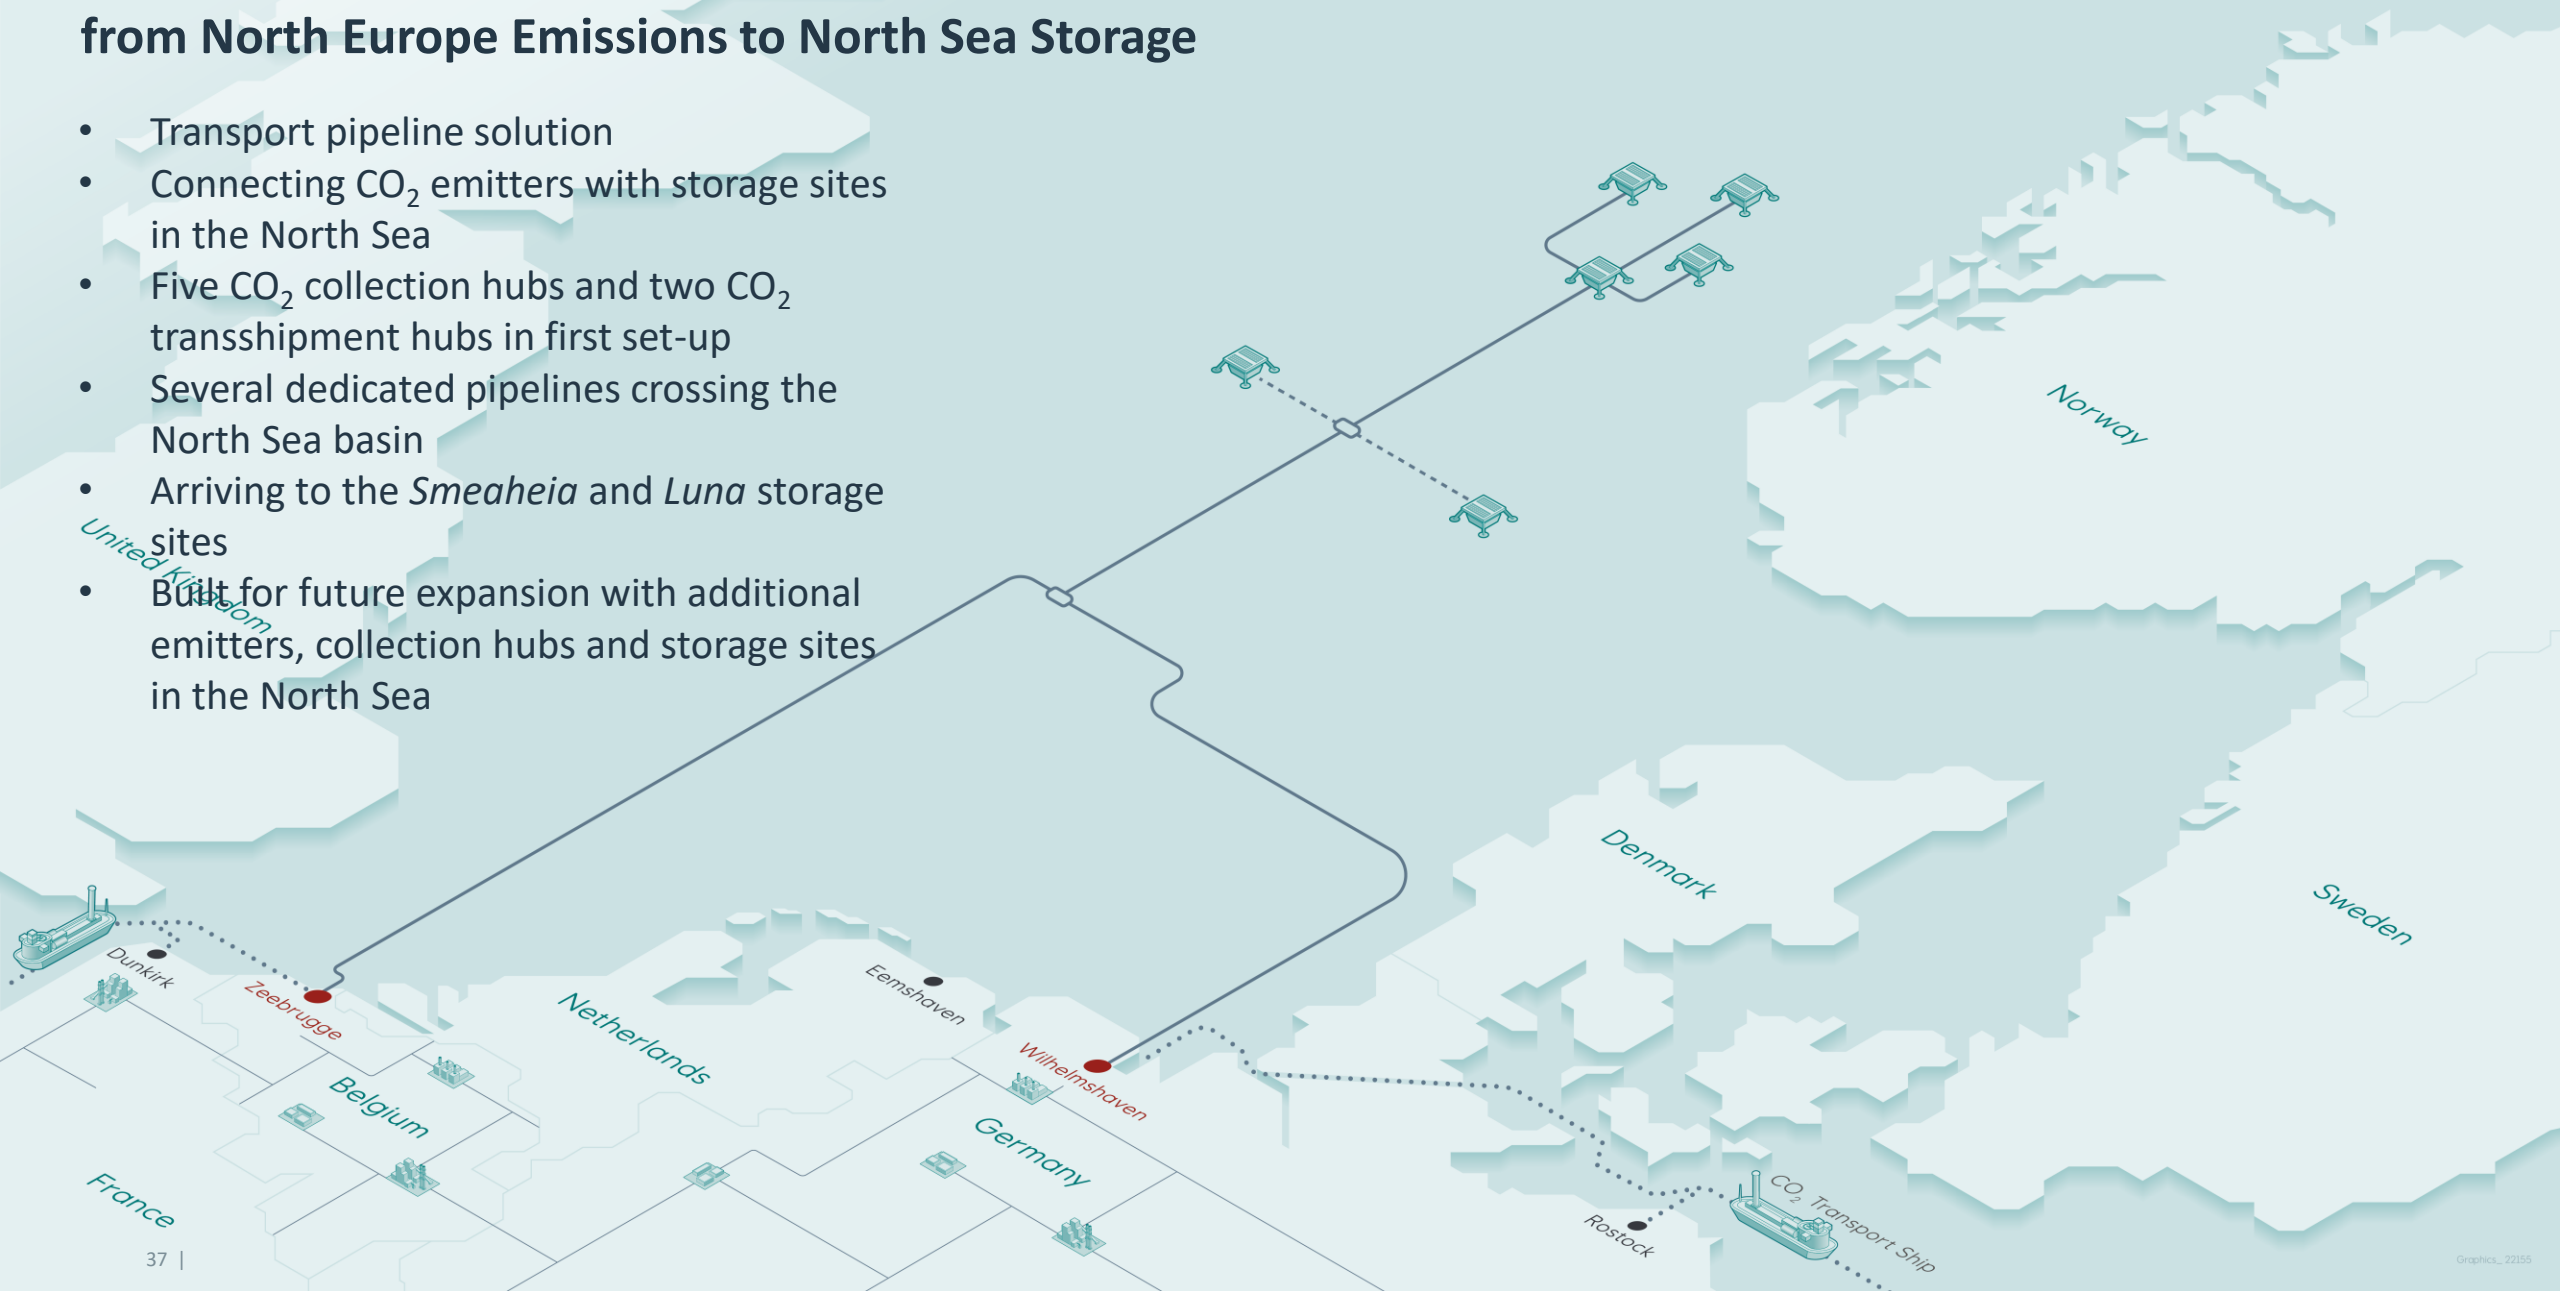 from North Europe Emissions to North Sea Storage
• Transport pipeline solution
• Connecting CO₂ emitters with storage sites
in the North Sea
• Five CO₂ collection hubs and two CO₂
transshipment hubs in first set-up
• Several dedicated pipelines crossing the
North Sea basin
• Arriving to the Smeaheia and Luna storage
sites
• Built for future expansion with additional
emitters, collection hubs and storage sites
in the North Sea
United Kingdom
Norway
Denmark
Sweden
Dunkirk
Zeebrugge
Netherlands
Eemshaven
Wilhelmshaven
Belgium
Germany
France
Rostock
CO₂ Transport Ship
37 |
Graphics_ 22155